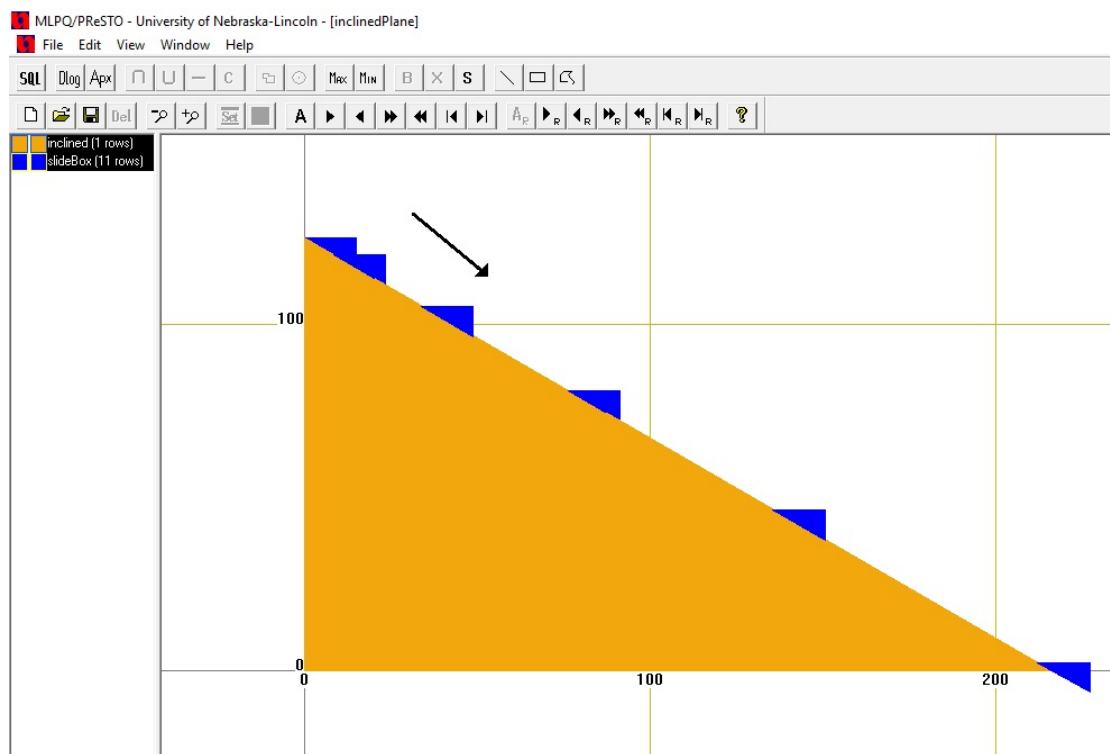 MLPQ/PReSTO - University of Nebraska-Lincoln - [inclinedPlane]
File Edit View Window Help
SQL Dlog Apx ∩ U — C Max Min B X S
Del Set A A R R R R R R R ?
inclined (1 rows)
slideBox (11 rows)
100
0
0 100 200